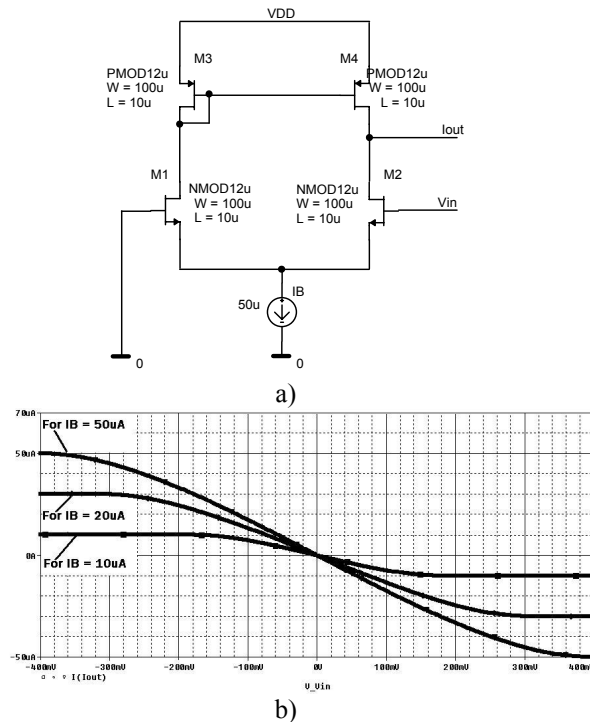 VDD
M3
M4
PMOD12u
W = 100u
L = 10u
PMOD12u
W = 100u
L = 10u
Iout
M1
NMOD12u
W = 100u
L = 10u
NMOD12u
W = 100u
L = 10u
M2
Vin
IB
50u
0
0
a)
70uA
For IB = 50uA
50uA
For IB = 20uA
0A
For IB = 10uA
-50uA
-400mV
-300mV
-200mV
-100mV
0V
100mV
200mV
300mV
I(Iout)
V_Vin
b)